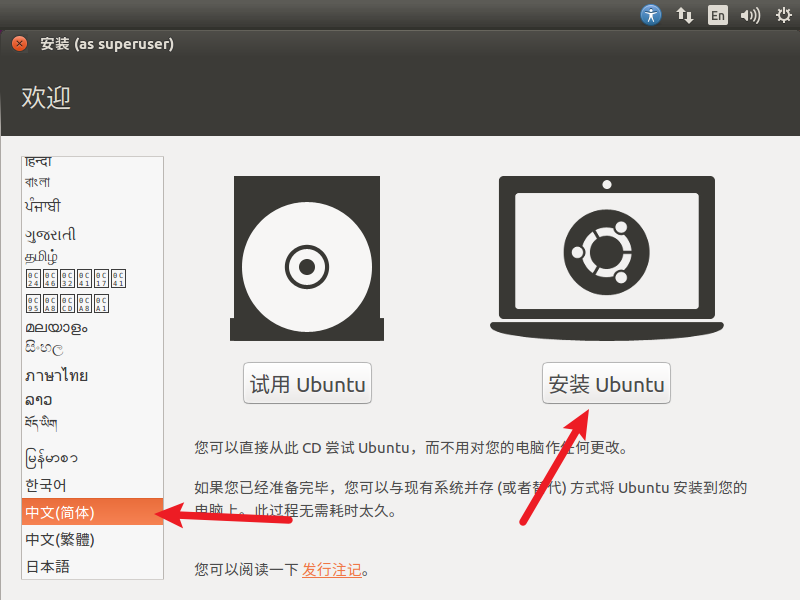 En
安装 (as superuser)
欢迎
हिन्दी
বাংলা
ਪੰਜਾਬੀ
ગુજરાતી
தமிழ்
മലയാളം
සිංහල
ภาษาไทย
ລາວ
བོད་ཡིག
မြန်မာစာ
한국어
中文(简体)
中文(繁體)
日本語
试用 Ubuntu
安装 Ubuntu
您可以直接从此 CD 尝试 Ubuntu，而不用对您的电脑作任何更改。
如果您已经准备完毕，您可以与现有系统并存 (或者替代) 方式将 Ubuntu 安装到您的
电脑上。此过程无需耗时太久。
您可以阅读一下 发行注记。